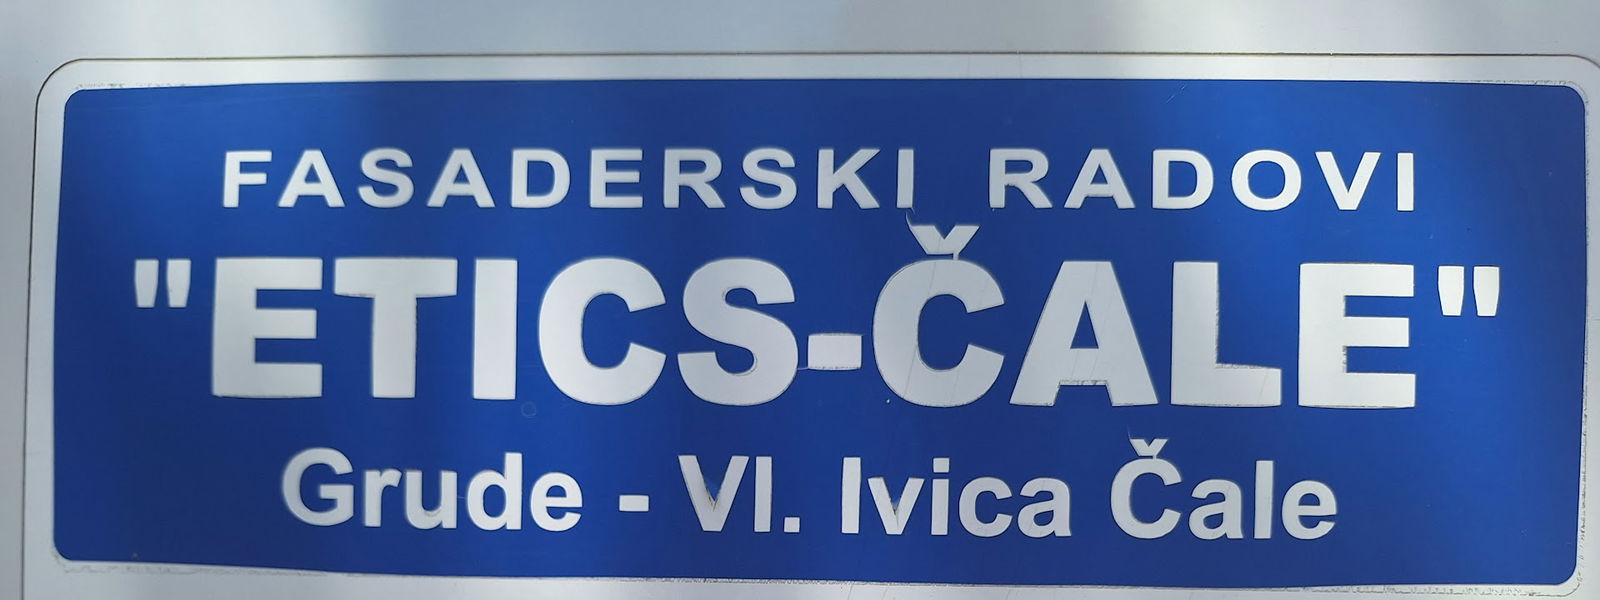 FASADERSKI RADOVI
"ETICS-ČALE"
Grude - Vl. Ivica Čale